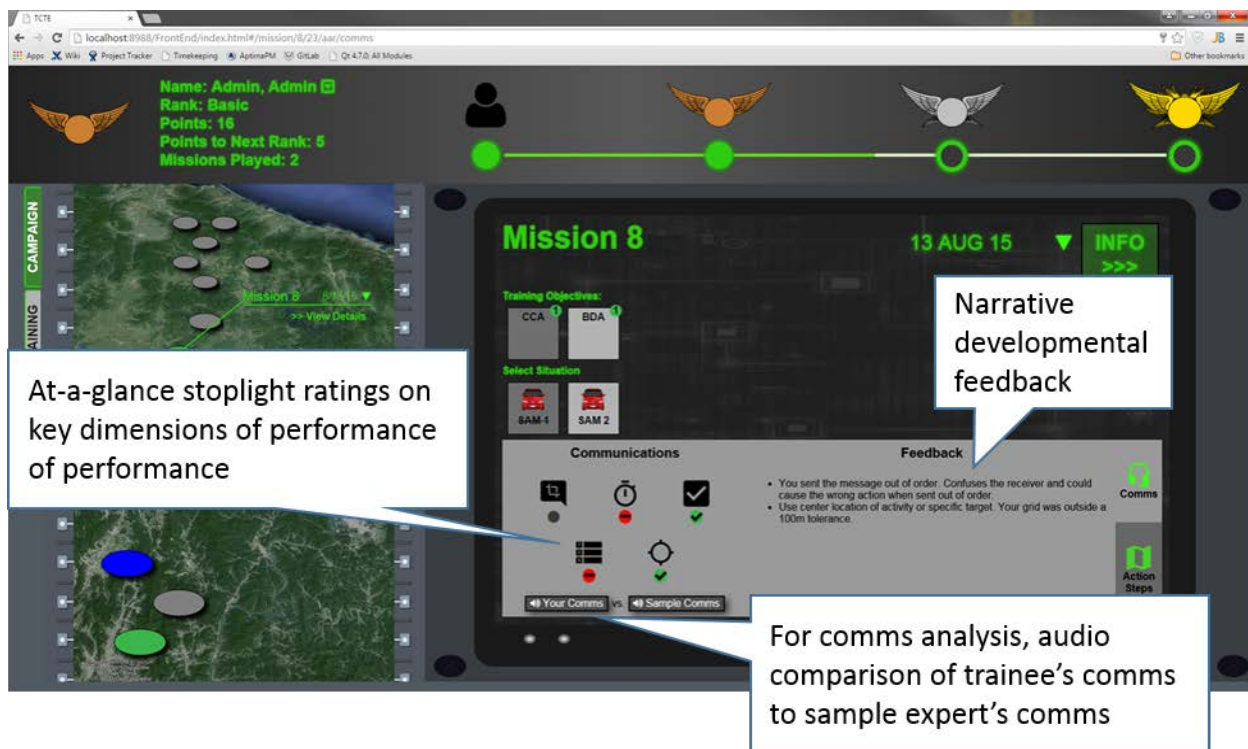 TCTE
localhost:8988/FrontEnd/index.html#/mission/8/23/aar/comms
JB
Apps Wiki Project Tracker Timekeeping AptimaPM GitLab Qt 4.7.0: All Modules Other bookmarks
Name: Admin, Admin
Rank: Basic
Points: 16
Points to Next Rank: 5
Missions Played: 2
CAMPAIGN
AINING
Mission 8
>> View Details
Mission 8
13 AUG 15
INFO
>>>
Training Objectives:
CCA 1
BDA 1
Select Situation
SAM 1
SAM 2
Narrative
developmental
feedback
At-a-glance stoplight ratings on
key dimensions of performance
of performance
Communications
Feedback
You sent the message out of order. Confuses the receiver and could
cause the wrong action when sent out of order.
Use center location of activity or specific target. Your grid was outside a
100m tolerance.
Comms
Action
Steps
Your Comms vs Sample Comms
For comms analysis, audio
comparison of trainee's comms
to sample expert's comms